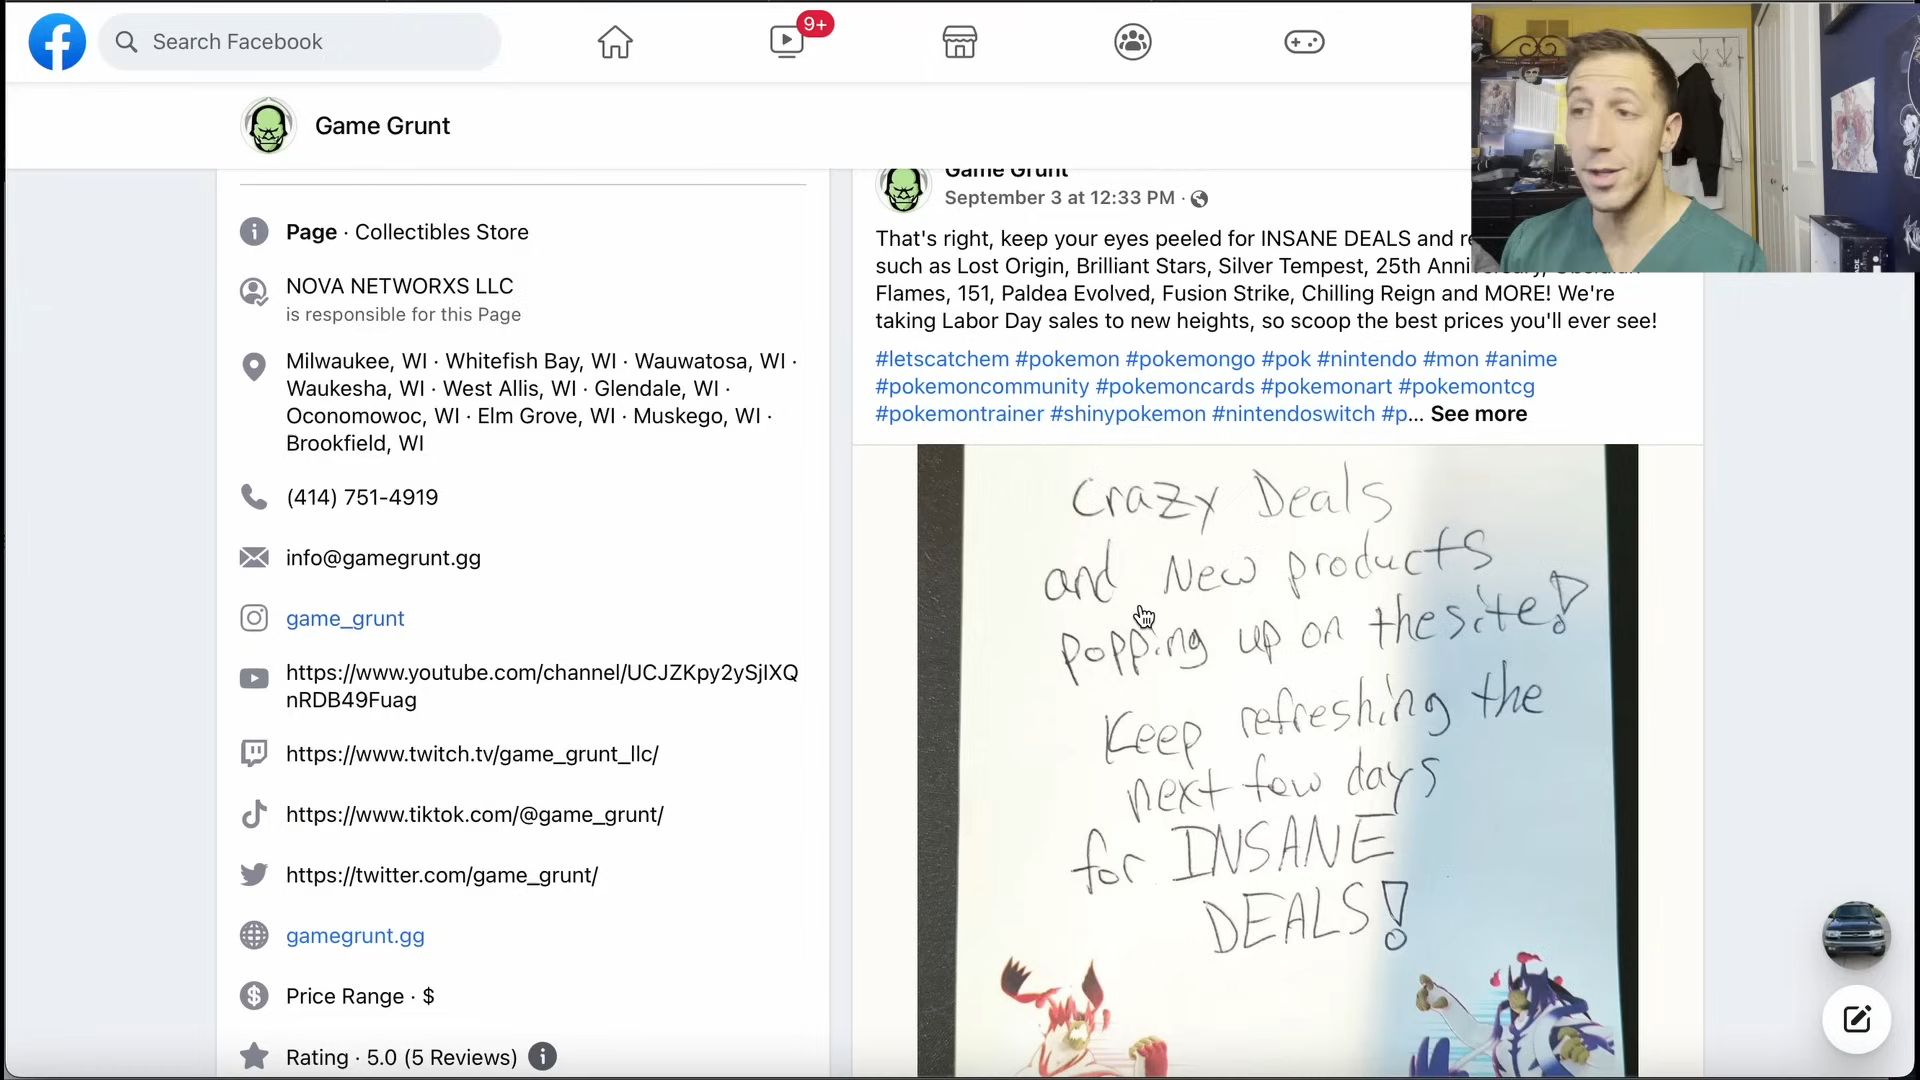 Search Facebook
9+
Game Grunt
Page · Collectibles Store
NOVA NETWORXS LLC
is responsible for this Page
Milwaukee, WI · Whitefish Bay, WI · Wauwatosa, WI ·
Waukesha, WI · West Allis, WI · Glendale, WI ·
Oconomowoc, WI · Elm Grove, WI · Muskego, WI ·
Brookfield, WI
(414) 751-4919
info@gamegrunt.gg
game_grunt
https://www.youtube.com/channel/UCJZKpy2ySjIXQ
nRDB49Fuag
https://www.twitch.tv/game_grunt_llc/
https://www.tiktok.com/@game_grunt/
https://twitter.com/game_grunt/
gamegrunt.gg
Price Range · $
Rating · 5.0 (5 Reviews)
Game Grunt
September 3 at 12:33 PM ·
That's right, keep your eyes peeled for INSANE DEALS and
such as Lost Origin, Brilliant Stars, Silver Tempest, 25th
Flames, 151, Paldea Evolved, Fusion Strike, Chilling Reign and MORE! We're
taking Labor Day sales to new heights, so scoop the best prices you'll ever see!
#letscatchem #pokemon #pokemongo #pok #nintendo #mon #anime
#pokemoncommunity #pokemoncards #pokemonart #pokemontcg
#pokemontrainer #shinypokemon #nintendoswitch #p... See more
Crazy Deals
and New products
popping up on the site!
Keep refreshing the
next few days
for INSANE
DEALS!